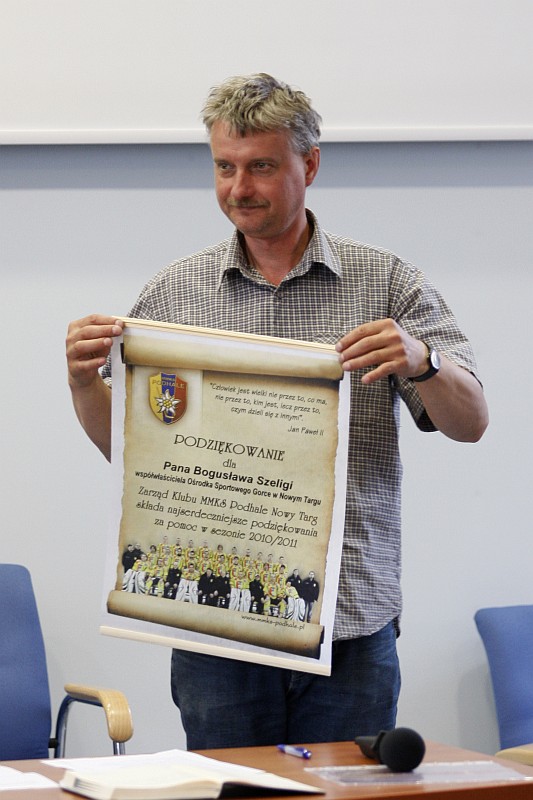 MMKS
PODHALE
"Człowiek jest wielki nie przez to, co ma,
nie przez to, kim jest, lecz przez to,
czym dzieli się z innymi".
Jan Paweł II
PODZIĘKOWANIE
dla
Pana Bogusława Szeligi
współwłaściciela Ośrodka Sportowego Gorce w Nowym Targu
Zarząd Klubu MMKS Podhale Nowy Targ
składa najserdeczniejsze podziękowania
za pomoc w sezonie 2010/2011
www.mmks-podhale.pl